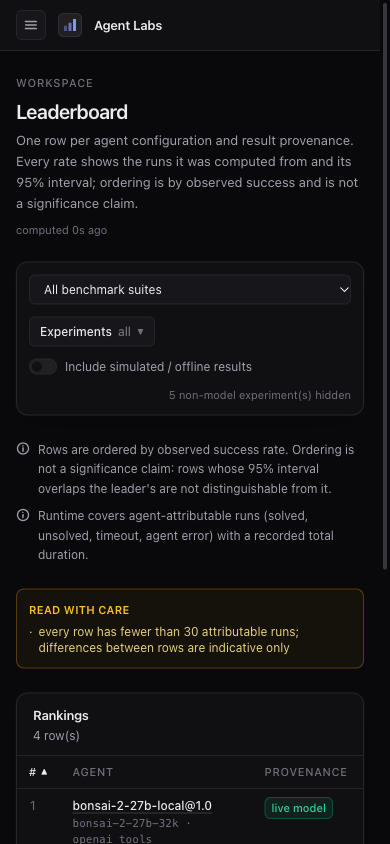 Agent Labs
WORKSPACE
Leaderboard
One row per agent configuration and result provenance.
Every rate shows the runs it was computed from and its
95% interval; ordering is by observed success and is not
a significance claim.
computed 0s ago
All benchmark suites
Experiments all ▾
Include simulated / offline results
5 non-model experiment(s) hidden
Rows are ordered by observed success rate. Ordering is
not a significance claim: rows whose 95% interval
overlaps the leader's are not distinguishable from it.
Runtime covers agent-attributable runs (solved,
unsolved, timeout, agent error) with a recorded total
duration.
READ WITH CARE
· every row has fewer than 30 attributable runs;
differences between rows are indicative only
Rankings
4 row(s)
# ▲ AGENT PROVENANCE
1 bonsai-2-27b-local@1.0 live model
bonsai-2-27b-32k ·
openai_tools